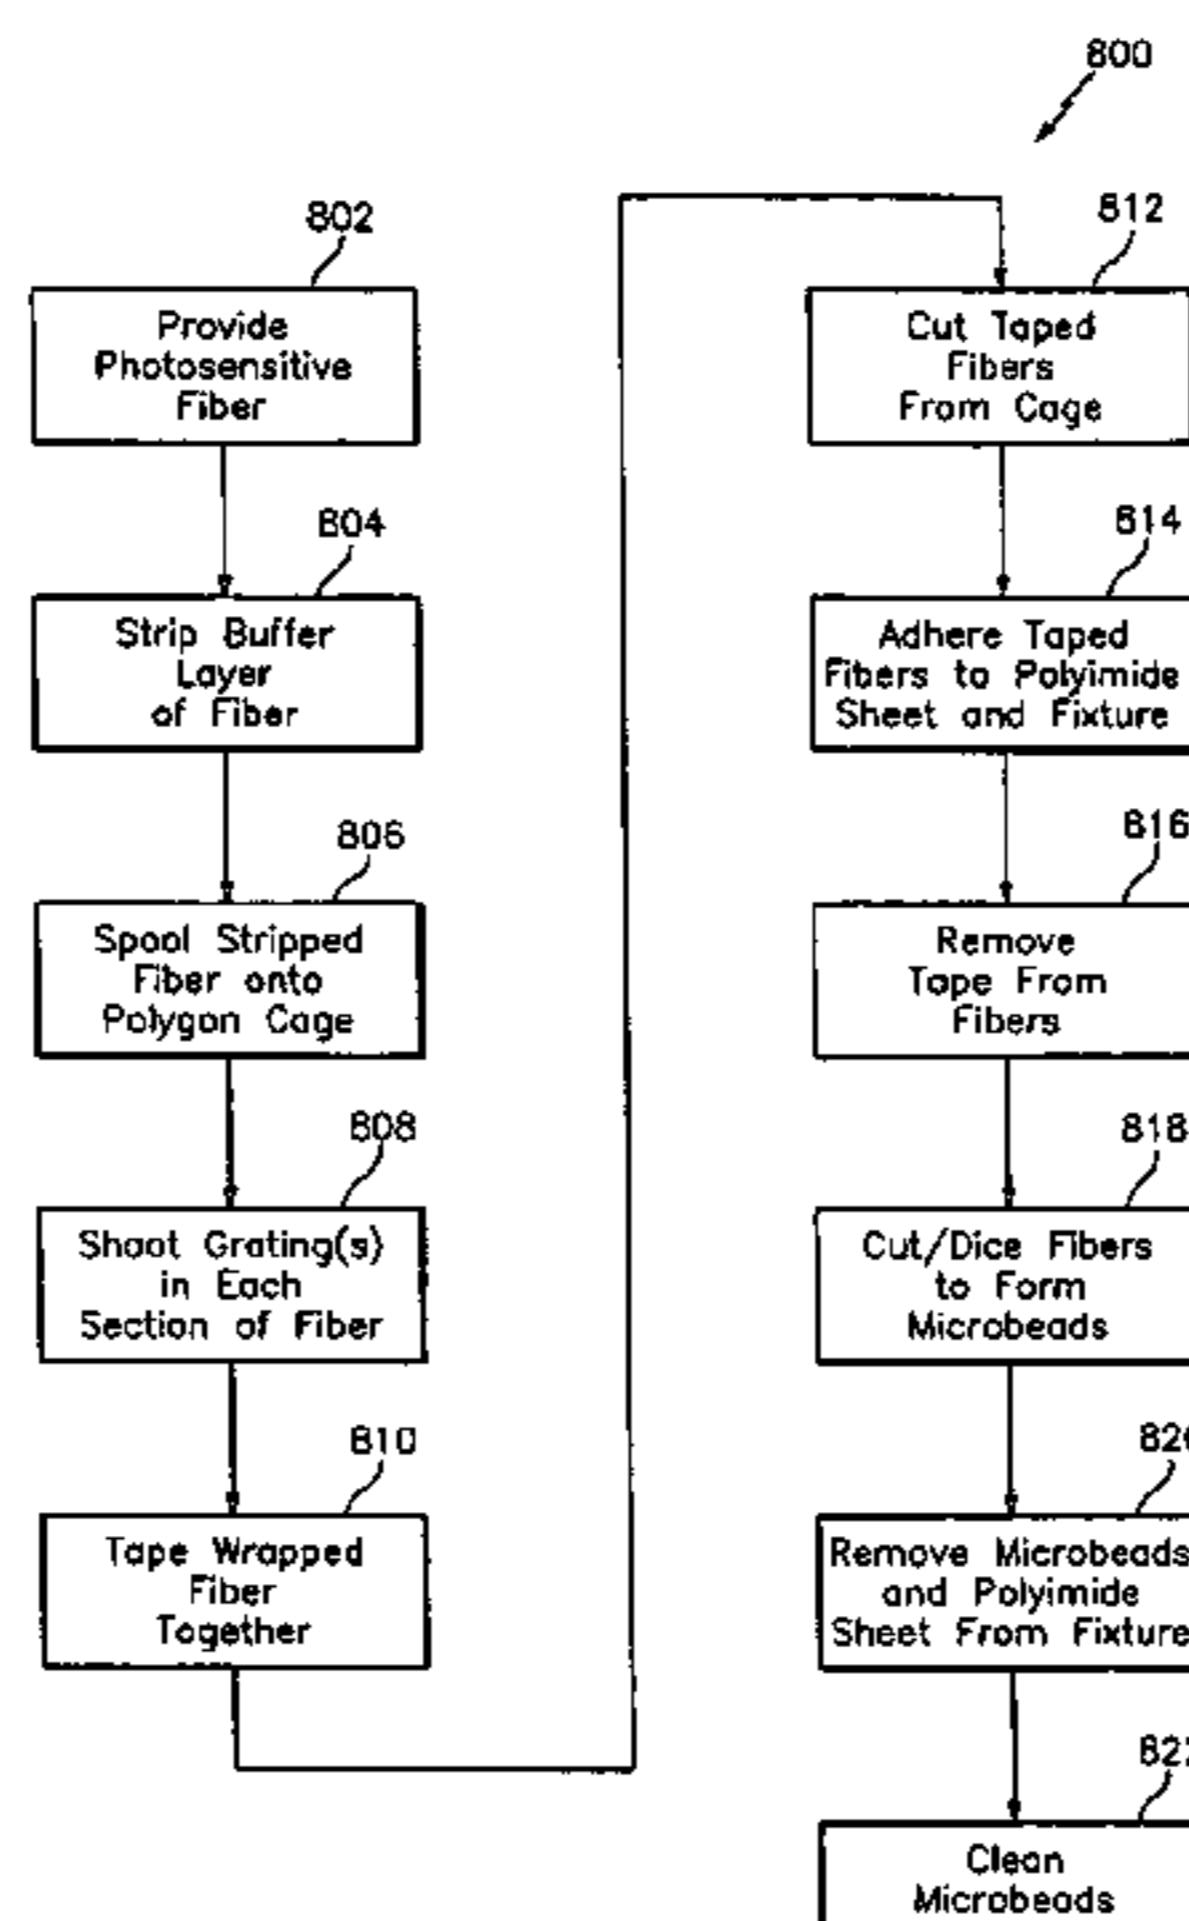 800
802
Provide
Photosensitive
Fiber
804
Strip Buffer
Layer
of Fiber
806
Spool Stripped
Fiber onto
Polygon Cage
808
Shoot Grating(s)
in Each
Section of Fiber
810
Tape Wrapped
Fiber
Together
812
Cut Taped
Fibers
From Cage
814
Adhere Taped
Fibers to Polyimide
Sheet and Fixture
816
Remove
Tape From
Fibers
818
Cut/Dice Fibers
to Form
Microbeads
820
Remove Microbeads
and Polyimide
Sheet From Fixture
Clean
Microbeads